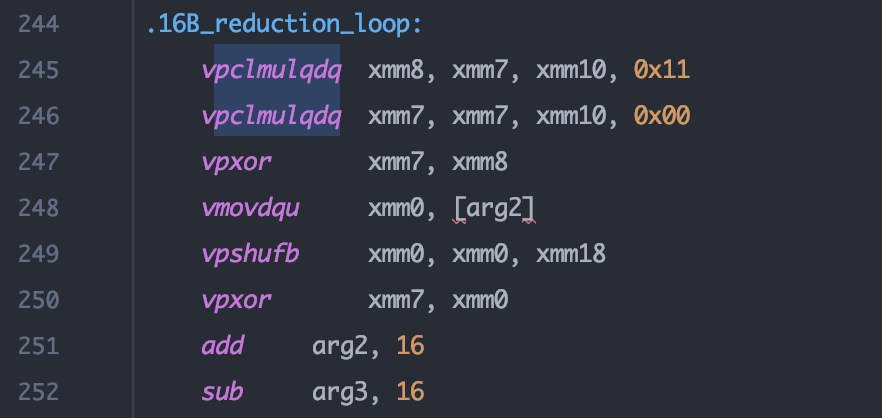 244 .16B_reduction_loop:
245 vpclmulqdq xmm8, xmm7, xmm10, 0x11
246 vpclmulqdq xmm7, xmm7, xmm10, 0x00
247 vpxor xmm7, xmm8
248 vmovdqu xmm0, [arg2]
249 vpshufb xmm0, xmm0, xmm18
250 vpxor xmm7, xmm0
251 add arg2, 16
252 sub arg3, 16